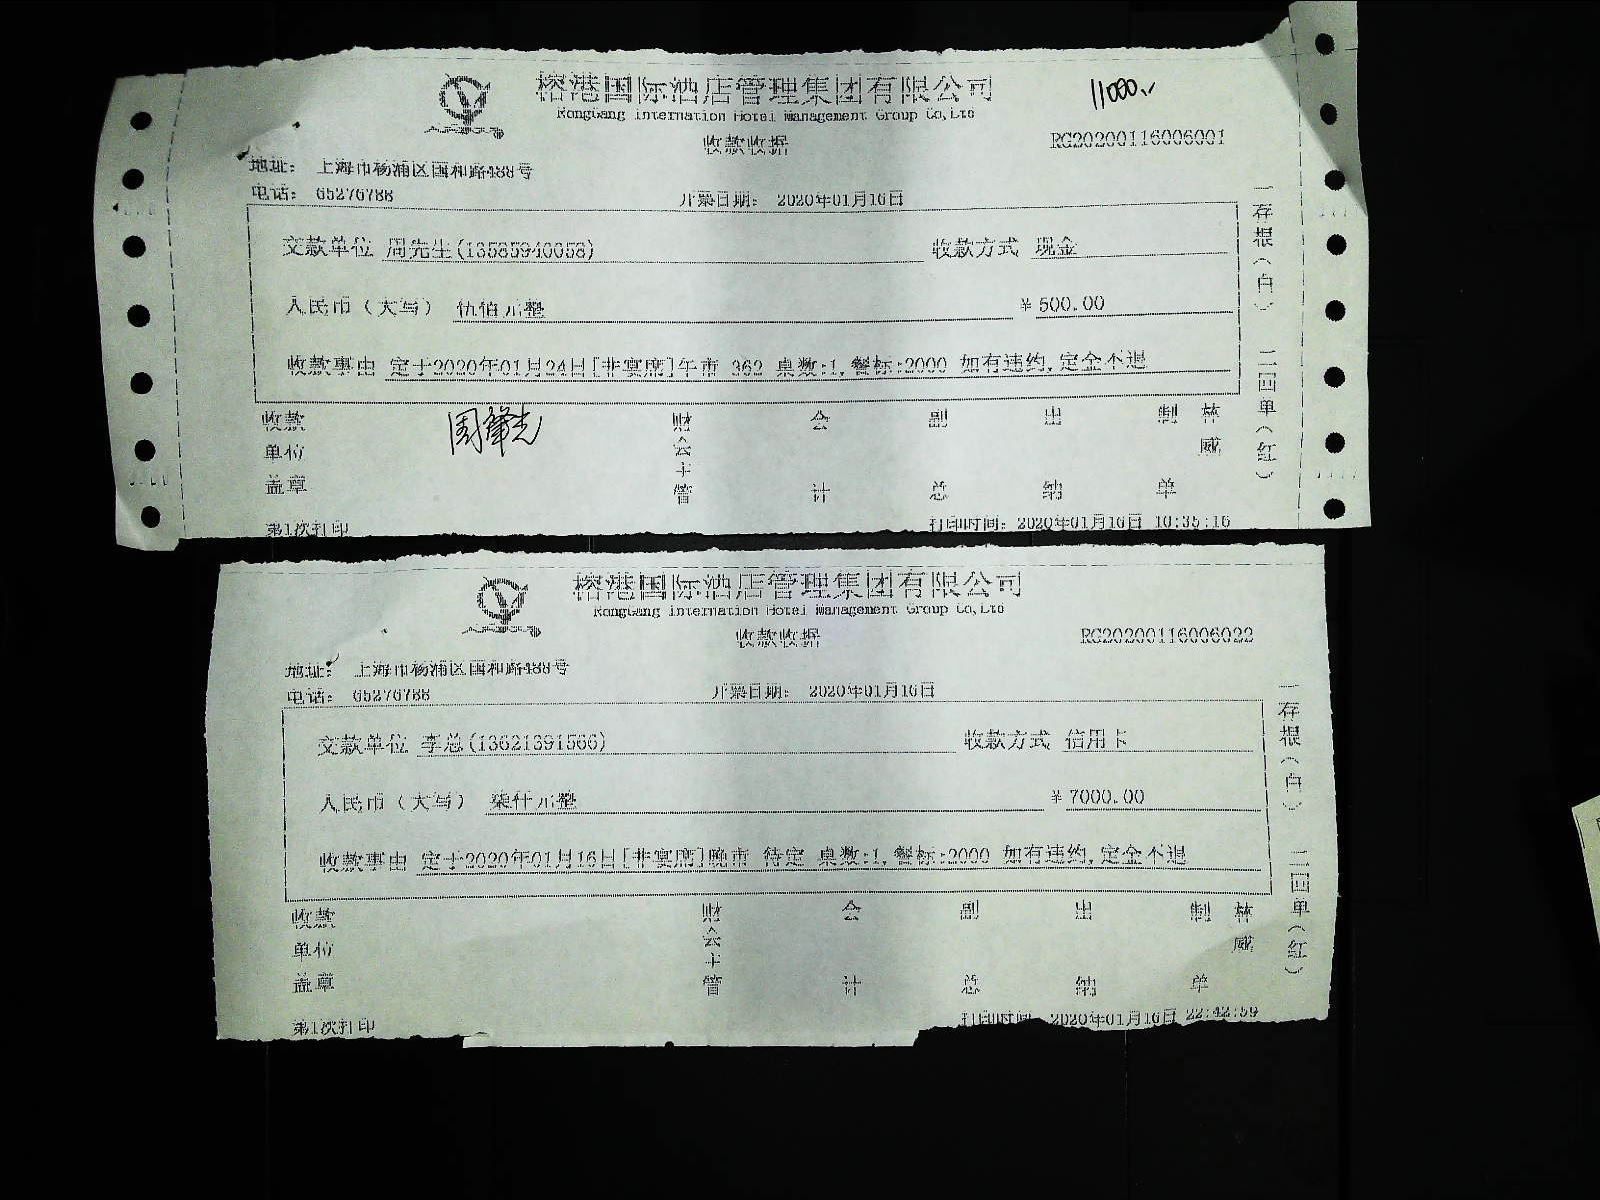 榕港国际酒店管理集团有限公司
11000.-
RongGang Internation Hotel Management Group Co,Ltd
收款收据
RG20200116006001
地址： 上海市杨浦区国和路488号
电话： 65276788
开票日期： 2020年01月16日
交款单位 周先生(13585940058)
收款方式 现金
人民币（大写） 伍佰元整
￥500.00
收款事由 定于2020年01月24日[非宴席]午市 362 桌数:1,餐标:2000 如有违约,定金不退
一存根（白） 二回单（红）
收款单位盖章
财会主管
会计
副总
出纳
制单
林威
第1次打印
打印时间： 2020年01月16日 10:35:16
榕港国际酒店管理集团有限公司
RongGang Internation Hotel Management Group Co,Ltd
收款收据
RG20200116006022
地址： 上海市杨浦区国和路488号
电话： 65276788
开票日期： 2020年01月16日
交款单位 李总(13621391566)
收款方式 信用卡
人民币（大写） 柒仟元整
￥7000.00
收款事由 定于2020年01月16日[非宴席]晚市 待定 桌数:1,餐标:2000 如有违约,定金不退
一存根（白） 二回单（红）
收款单位盖章
财会主管
会计
副总
出纳
制单
林威
第1次打印
打印时间： 2020年01月16日 22:42:59